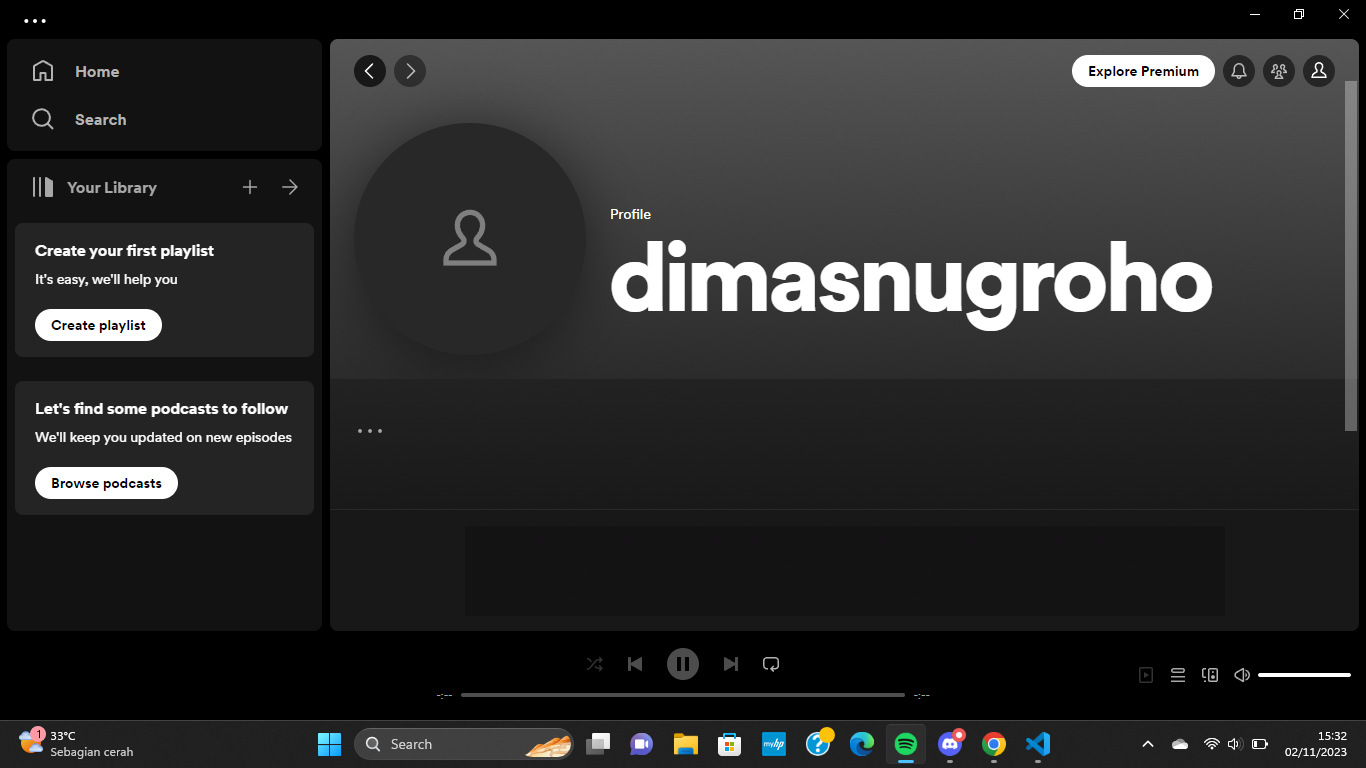 Home
Search
Your Library
Create your first playlist
It's easy, we'll help you
Create playlist
Let's find some podcasts to follow
We'll keep you updated on new episodes
Browse podcasts
Explore Premium
Profile
dimasnugroho
-:--
-:--
1
33°C
Sebagian cerah
Search
myhp
15:32
02/11/2023